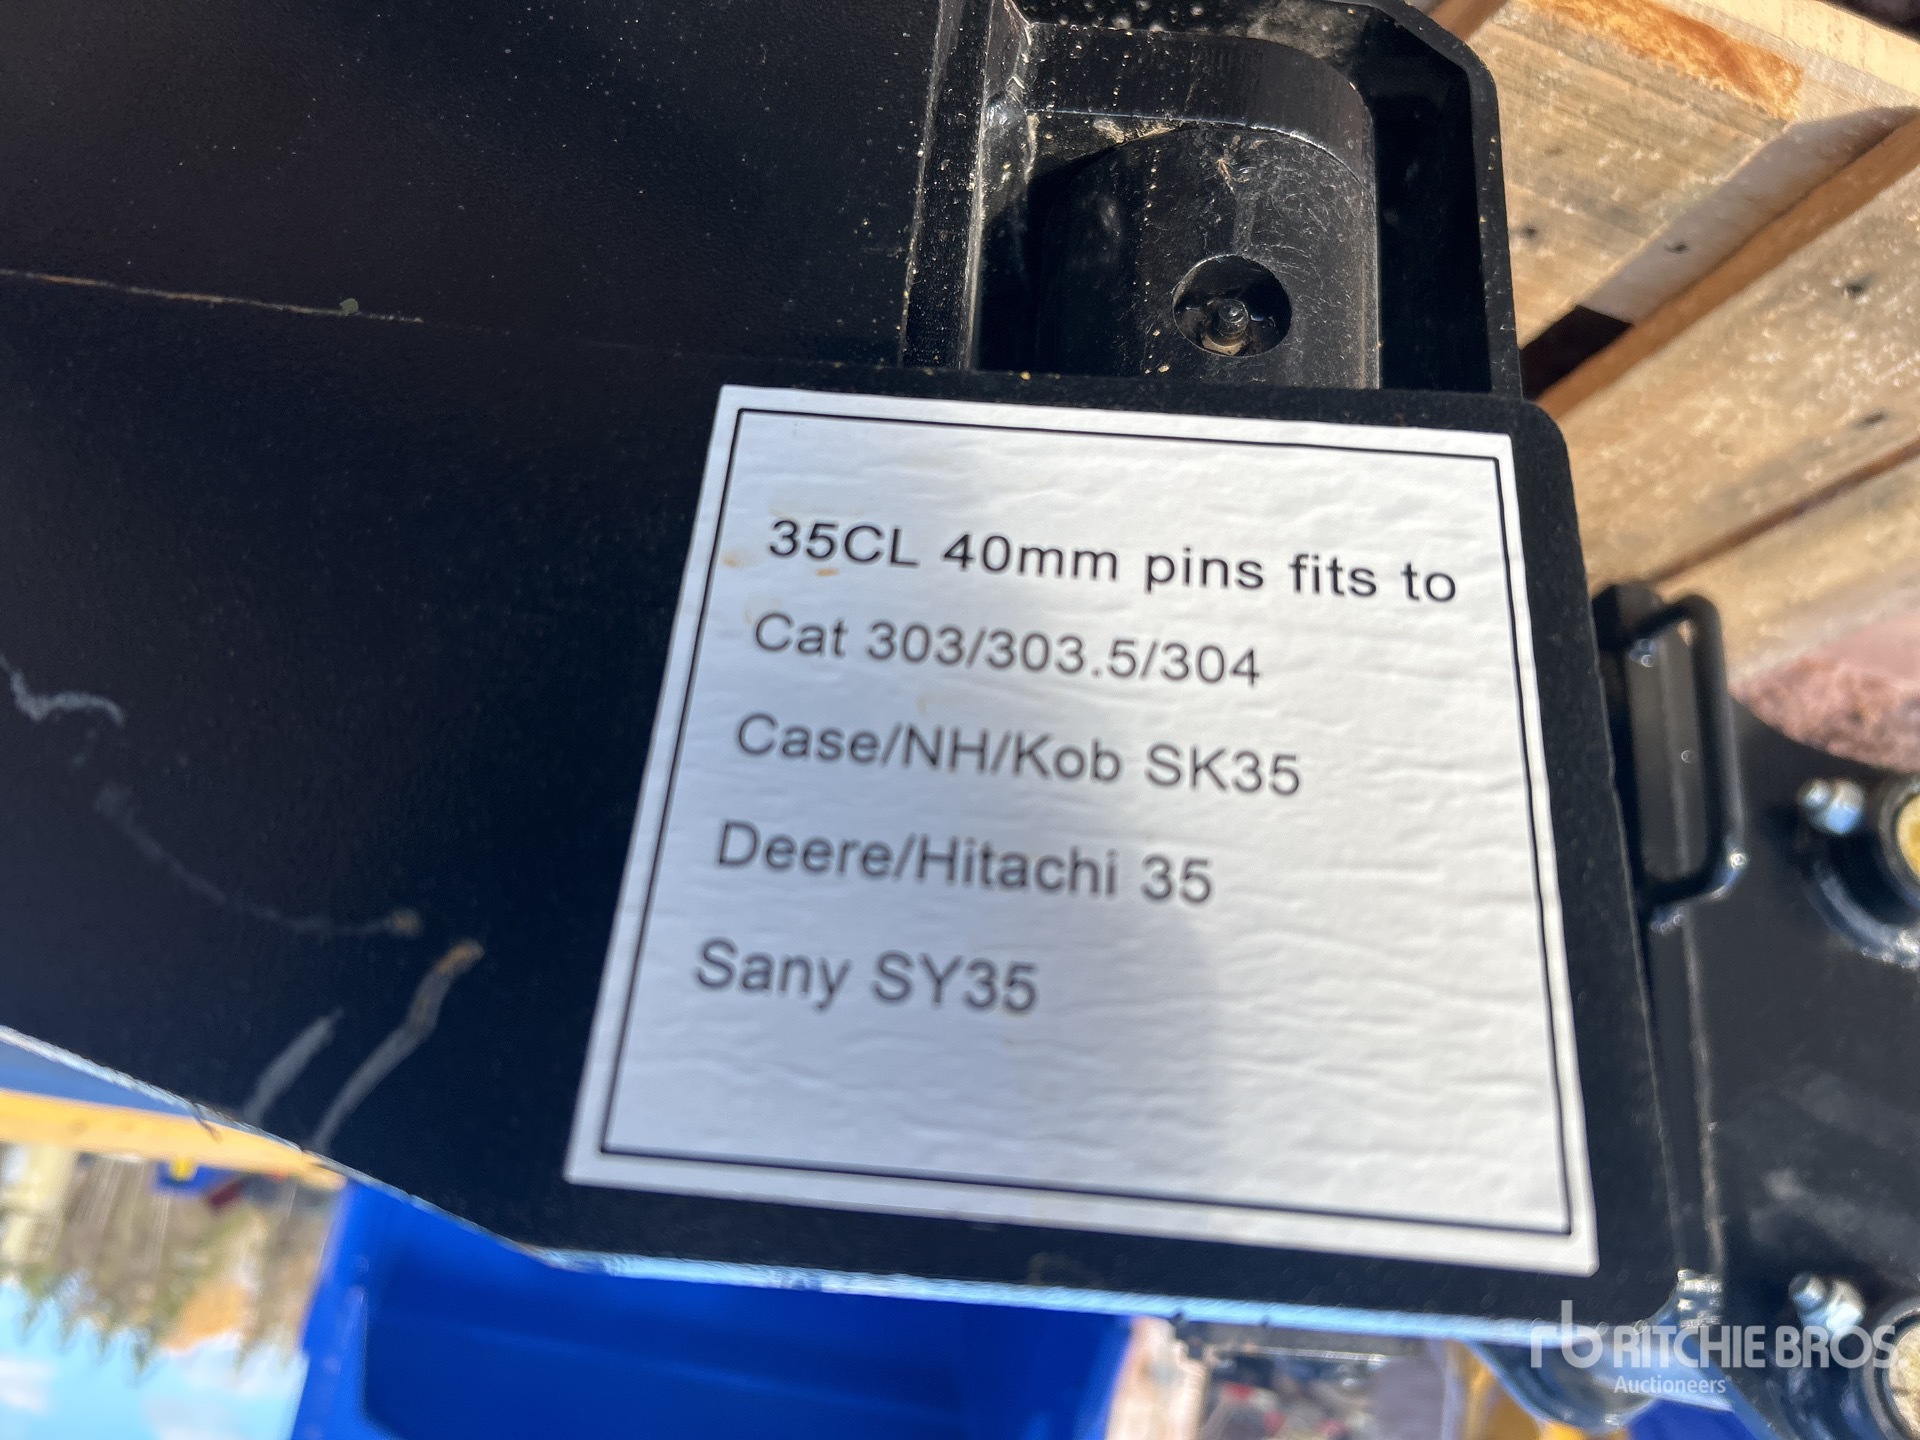 35CL 40mm pins fits to
Cat 303/303.5/304
Case/NH/Kob SK35
Deere/Hitachi 35
Sany SY35
rb RITCHIE BROS
Auctioneers